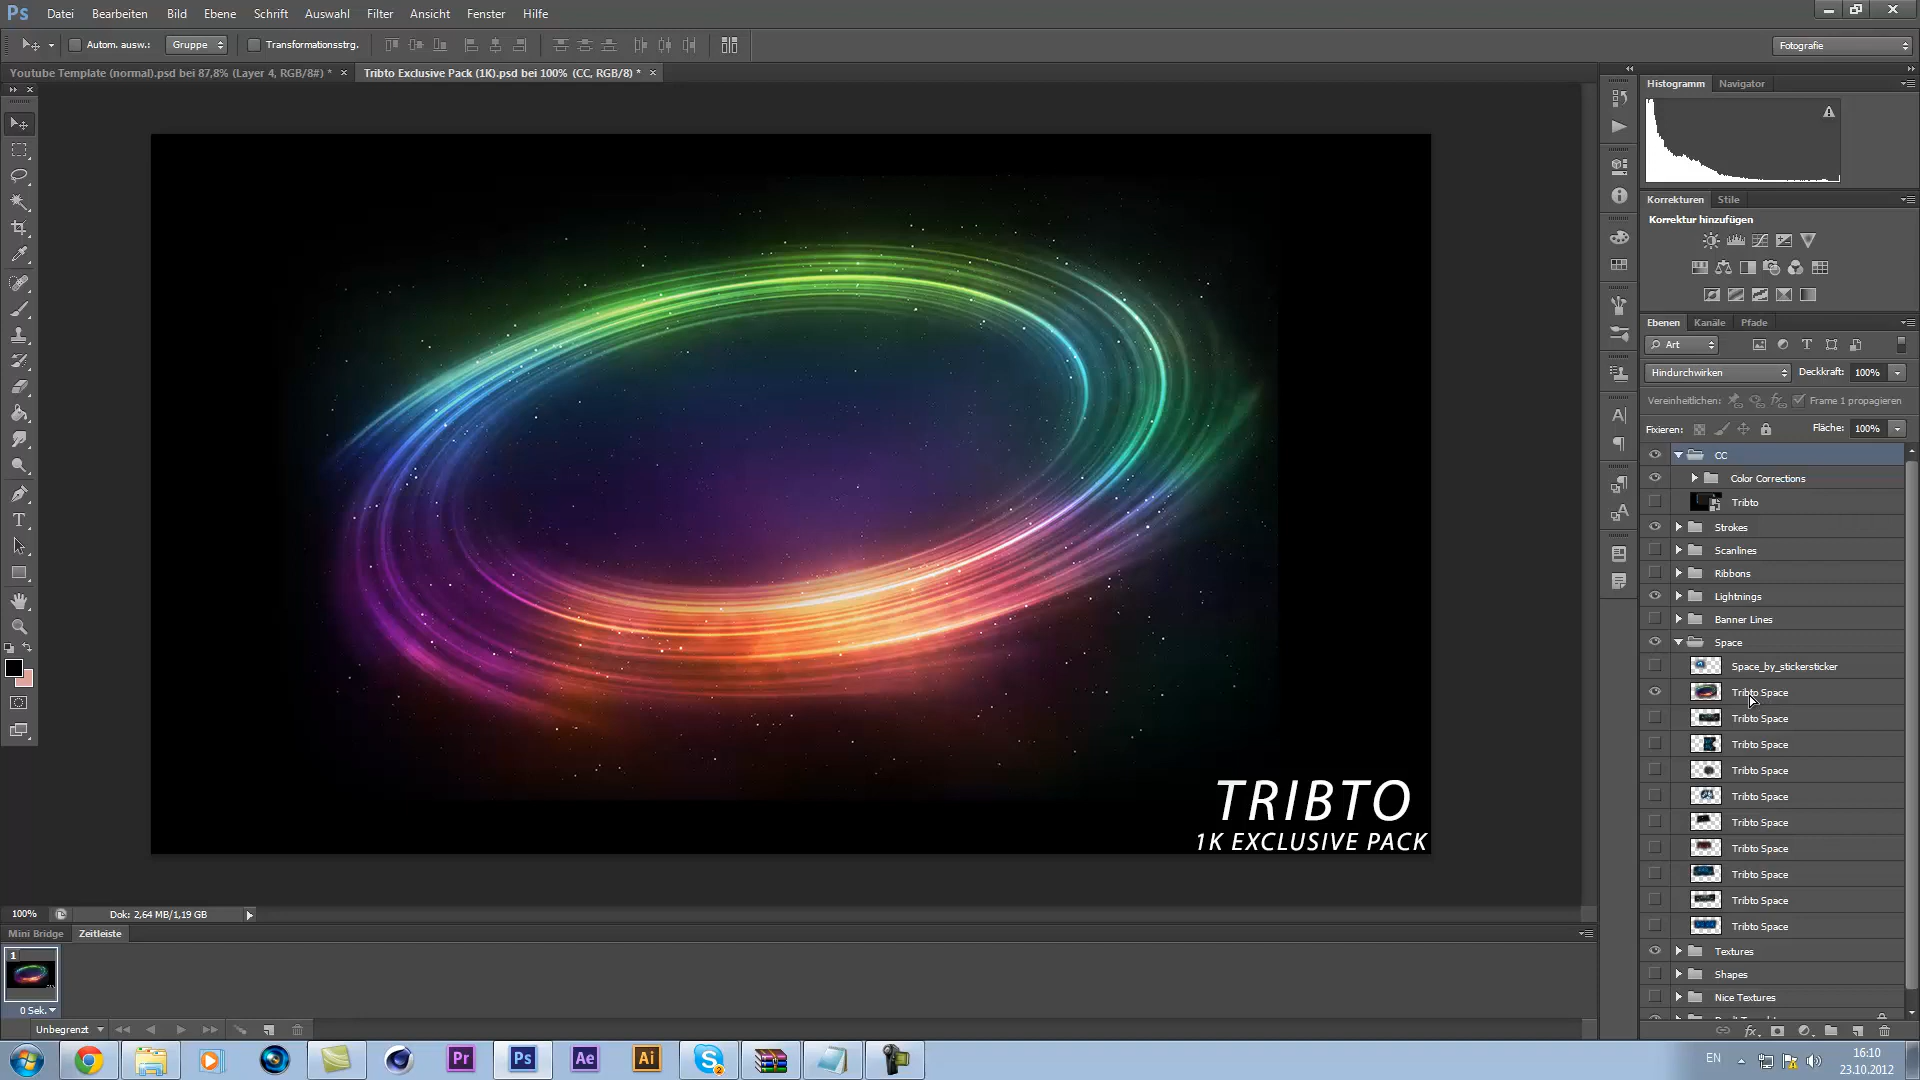 Ps Datei Bearbeiten Bild Ebene Schrift Auswahl Filter Ansicht Fenster Hilfe
Autom. ausw.: Gruppe Transformationsstrg. Fotografie
Youtube Template (normal).psd bei 87,8% (Layer 4, RGB/8#) * Tribto Exclusive Pack (1K).psd bei 100% (CC, RGB/8) *
Histogramm Navigator
Korrekturen Stile
Korrektur hinzufügen
Ebenen Kanäle Pfade
Art
Hindurchwirken Deckkraft: 100%
Vereinheitlichen: Frame 1 propagieren
Fixieren: Fläche: 100%
CC
Color Corrections
Tribto
Strokes
Scanlines
Ribbons
Lightnings
Banner Lines
Space
Space_by_stickersticker
Tribto Space
Tribto Space
Tribto Space
Tribto Space
Tribto Space
Tribto Space
Tribto Space
Tribto Space
Tribto Space
Tribto Space
Textures
Shapes
Nice Textures
TRIBTO
1K EXCLUSIVE PACK
100% Dok: 2,64 MB/1,19 GB
Mini Bridge Zeitleiste
1
0 Sek.
Unbegrenzt
Pr Ps Ae Ai
2
EN 16:10
23.10.2012